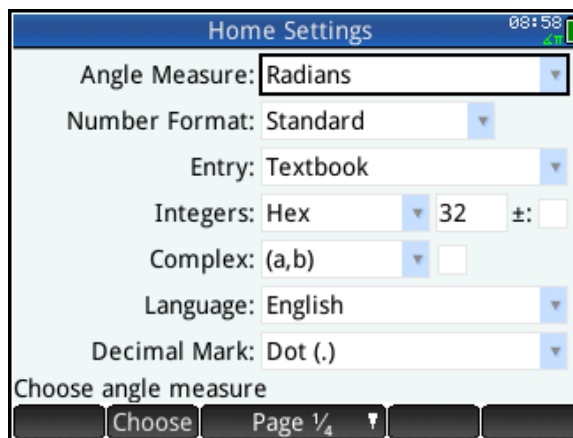 Home Settings 08:58
∡π
Angle Measure: Radians
Number Format: Standard
Entry: Textbook
Integers: Hex 32 ±:
Complex: (a,b)
Language: English
Decimal Mark: Dot (.)
Choose angle measure
Choose Page ¼